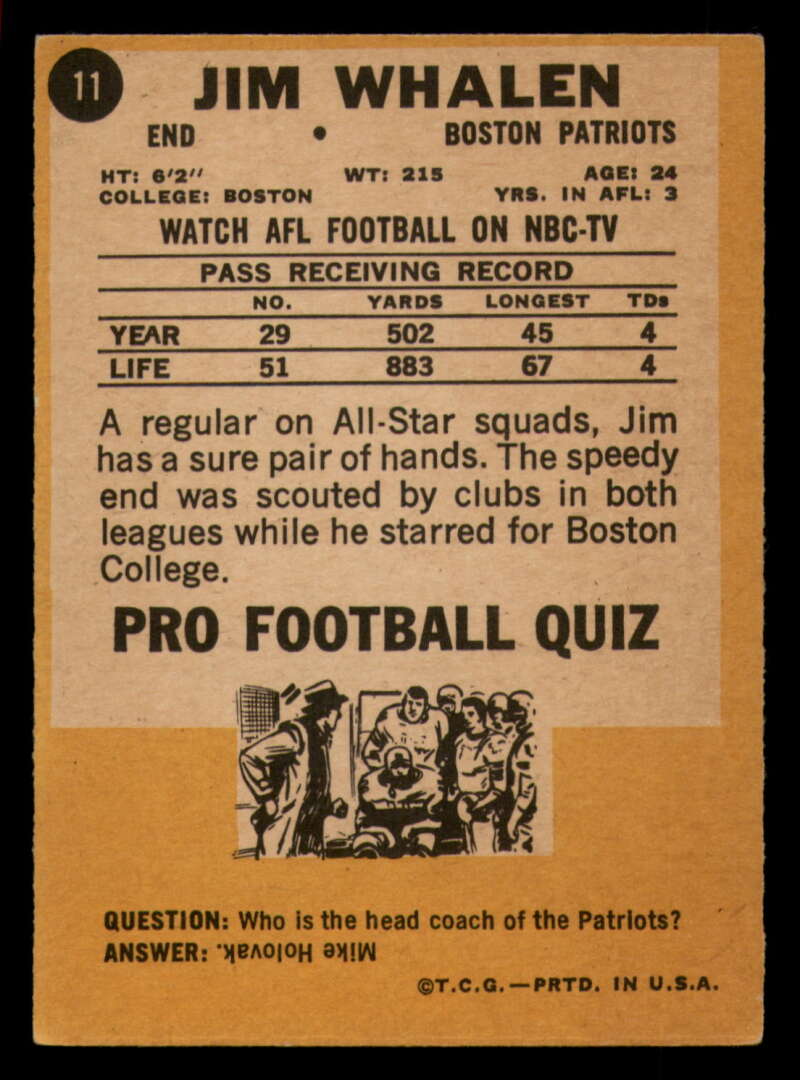 11
JIM WHALEN
END • BOSTON PATRIOTS
HT: 6'2" WT: 215 AGE: 24
COLLEGE: BOSTON YRS. IN AFL: 3
WATCH AFL FOOTBALL ON NBC-TV
PASS RECEIVING RECORD
NO. YARDS LONGEST TDs
YEAR 29 502 45 4
LIFE 51 883 67 4
A regular on All-Star squads, Jim
has a sure pair of hands. The speedy
end was scouted by clubs in both
leagues while he starred for Boston
College.
PRO FOOTBALL QUIZ
QUESTION: Who is the head coach of the Patriots?
ANSWER: Mike Holovak.
©T.C.G.—PRTD. IN U.S.A.